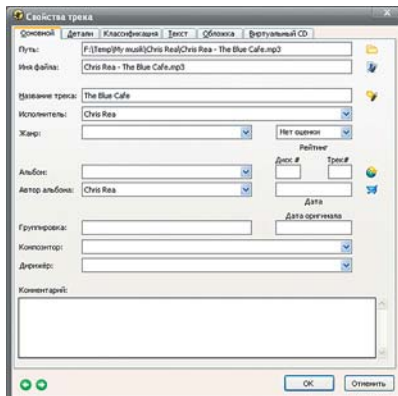 Свойства трека
Основной Детали Классификация Текст Обложка Виртуальный CD
Путь: F:\Temp\My musik\Chris Rea\Chris Rea - The Blue Cafe.mp3
Имя файла: Chris Rea - The Blue Cafe.mp3
Название трека: The Blue Cafe
Исполнитель: Chris Rea
Жанр: Нет оценки
Рейтинг
Диск # Трек#
Альбом:
Автор альбома: Chris Rea
Дата
Дата оригинала
Группировка:
Композитор:
Дирижёр:
Комментарий:
OK Отменить